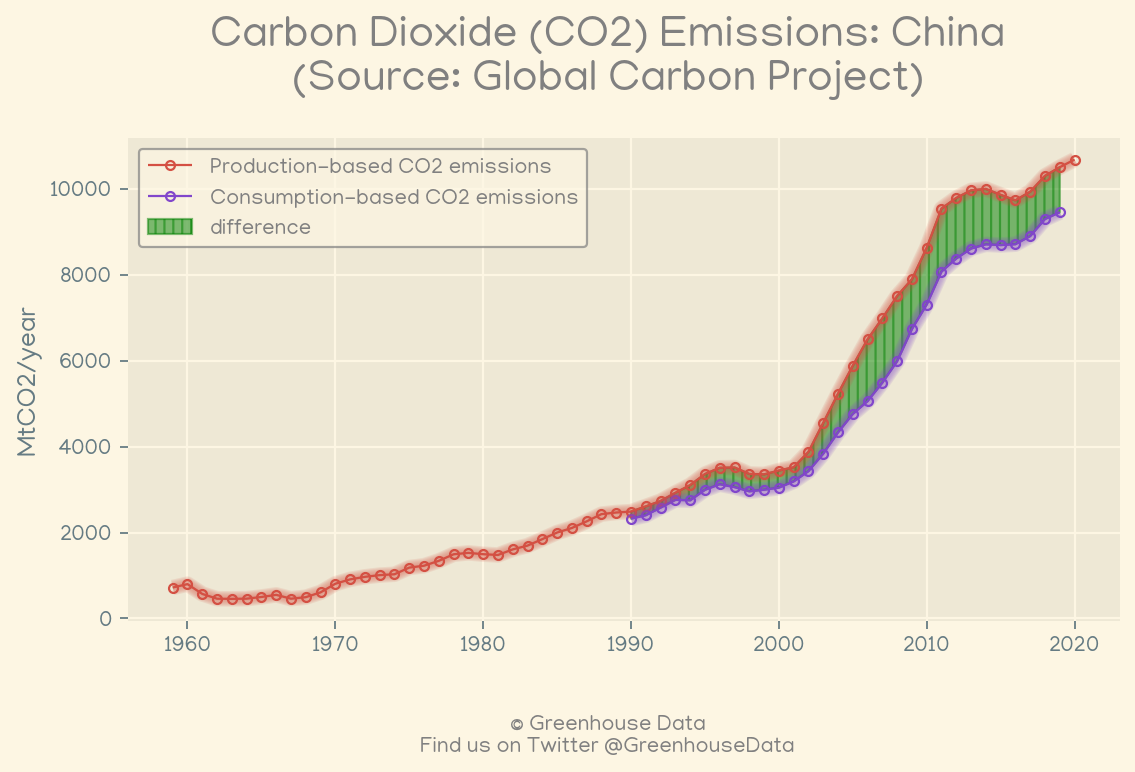 Carbon Dioxide (CO2) Emissions: China
(Source: Global Carbon Project)
Production-based CO2 emissions
Consumption-based CO2 emissions
difference
MtCO2/year
10000
8000
6000
4000
2000
0
1960 1970 1980 1990 2000 2010 2020
© Greenhouse Data
Find us on Twitter @GreenhouseData